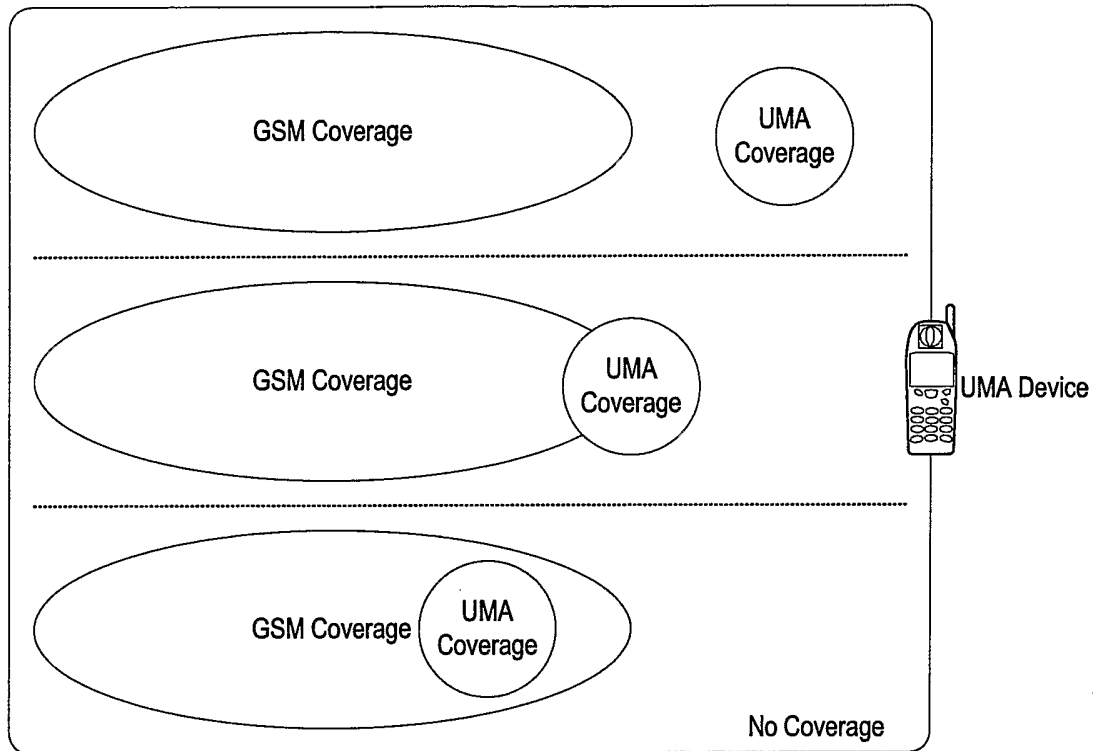 GSM Coverage
UMA
Coverage
GSM Coverage
UMA
Coverage
UMA Device
GSM Coverage
UMA
Coverage
No Coverage